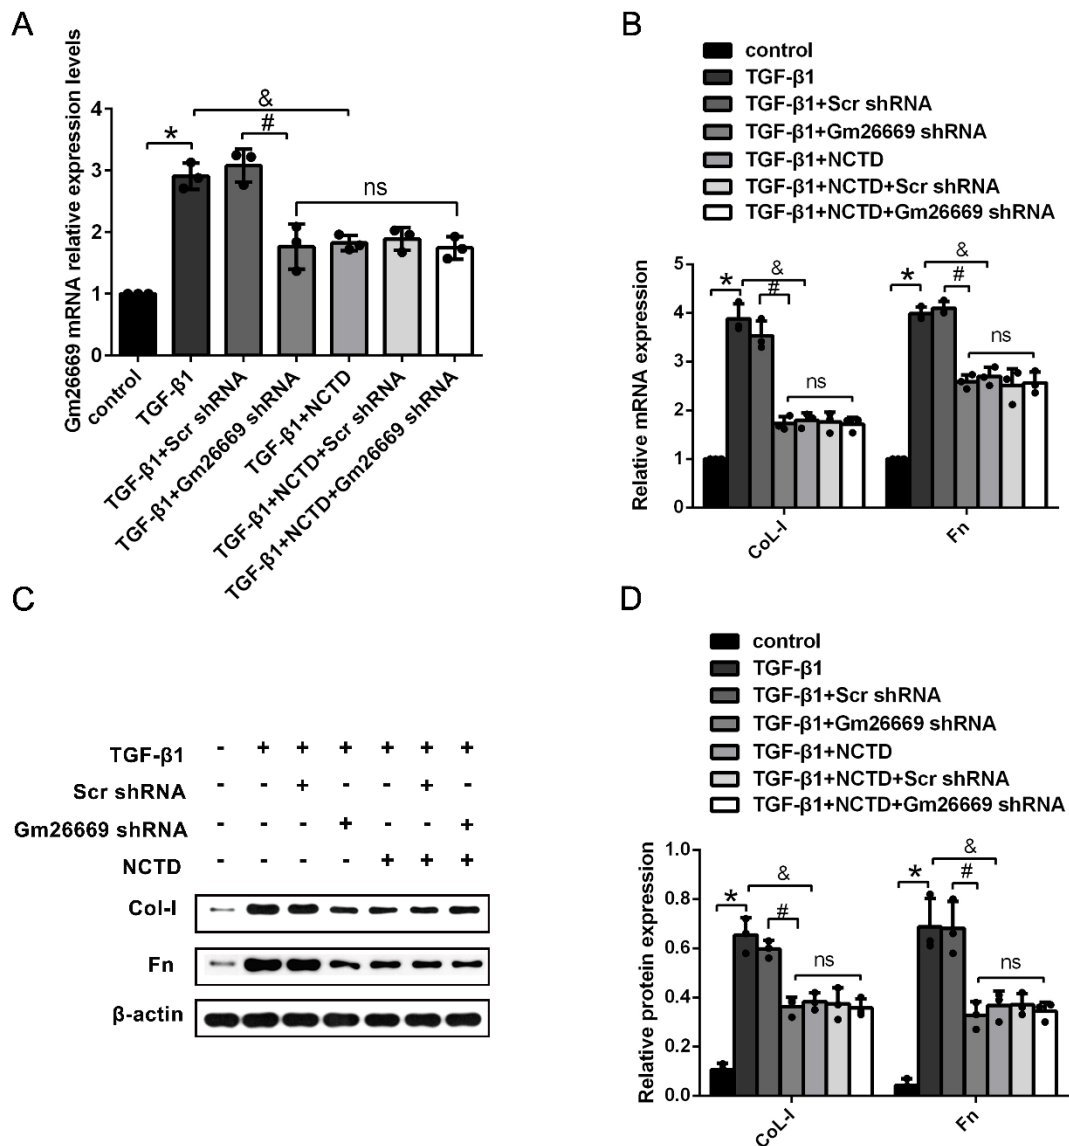 A
Gm26669 mRNA relative expression levels
4
3
2
1
0
*
&
#
ns
control
TGF-β1
TGF-β1+Scr shRNA
TGF-β1+Gm26669 shRNA
TGF-β1+NCTD
TGF-β1+NCTD+Scr shRNA
TGF-β1+NCTD+Gm26669 shRNA
B
control
TGF-β1
TGF-β1+Scr shRNA
TGF-β1+Gm26669 shRNA
TGF-β1+NCTD
TGF-β1+NCTD+Scr shRNA
TGF-β1+NCTD+Gm26669 shRNA
Relative mRNA expression
5
4
3
2
1
0
*
&
#
ns
*
&
#
ns
CoL-I
Fn
C
TGF-β1 - + + + + + +
Scr shRNA - - + - - + -
Gm26669 shRNA - - - + - - +
NCTD - - - - + + +
Col-I
Fn
β-actin
D
control
TGF-β1
TGF-β1+Scr shRNA
TGF-β1+Gm26669 shRNA
TGF-β1+NCTD
TGF-β1+NCTD+Scr shRNA
TGF-β1+NCTD+Gm26669 shRNA
Relative protein expression
1.0
0.8
0.6
0.4
0.2
0.0
*
&
#
ns
*
&
#
ns
CoL-I
Fn